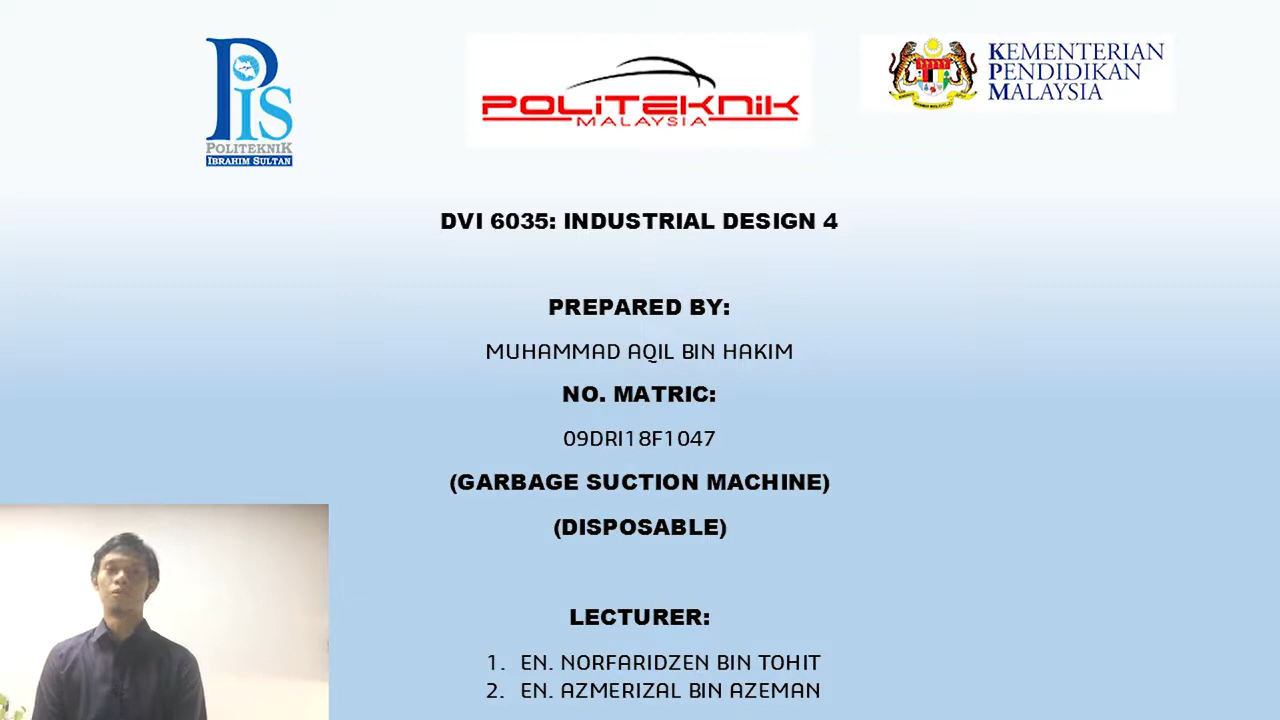 PIS
POLITEKNIK
IBRAHIM SULTAN
POLITEKNIK
MALAYSIA
KEMENTERIAN
PENDIDIKAN
MALAYSIA
DVI 6035: INDUSTRIAL DESIGN 4
PREPARED BY:
MUHAMMAD AQIL BIN HAKIM
NO. MATRIC:
09DRI18F1047
(GARBAGE SUCTION MACHINE)
(DISPOSABLE)
LECTURER:
1. EN. NORFARIDZEN BIN TOHIT
2. EN. AZMERIZAL BIN AZEMAN